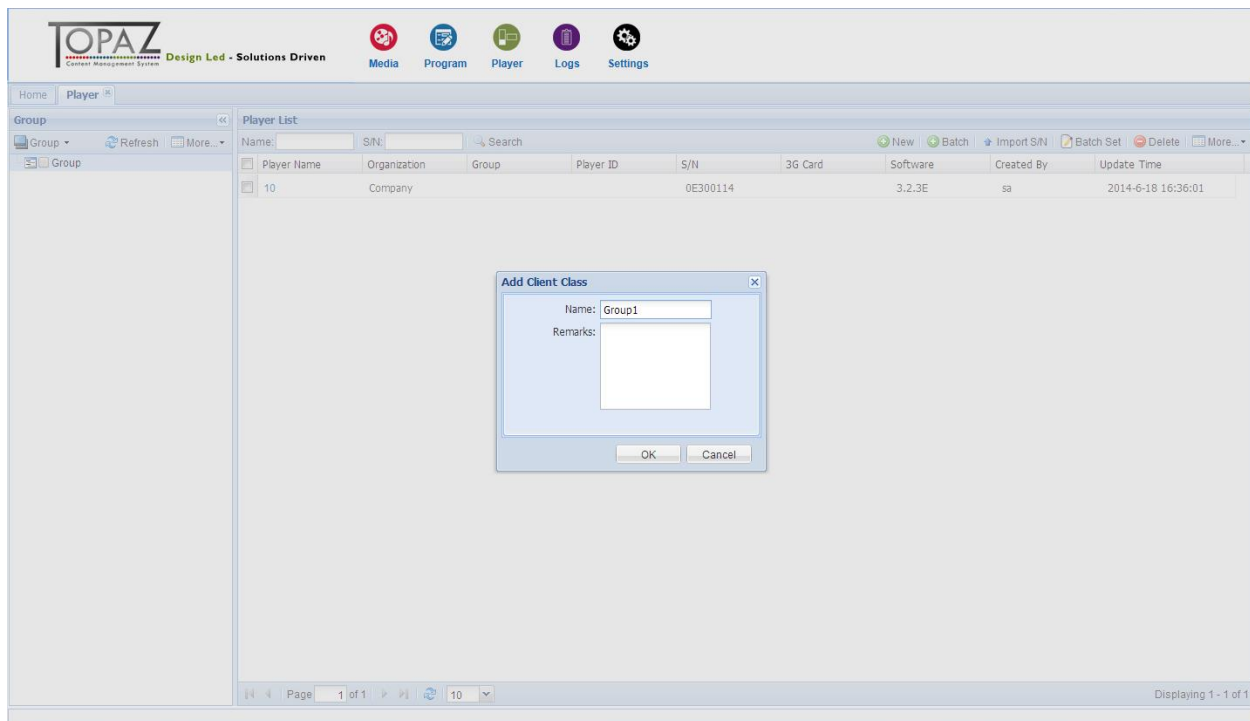 TOPAZ
Content Management System
Design Led - Solutions Driven
Media Program Player Logs Settings
Home Player
Group
Group Refresh More...
Group
Player List
Name: S/N: Search New Batch Import S/N Batch Set Delete More...
Player Name Organization Group Player ID S/N 3G Card Software Created By Update Time
10 Company 0E300114 3.2.3E sa 2014-6-18 16:36:01
Add Client Class
Name: Group1
Remarks:
OK Cancel
Page 1 of 1 10 Displaying 1 - 1 of 1